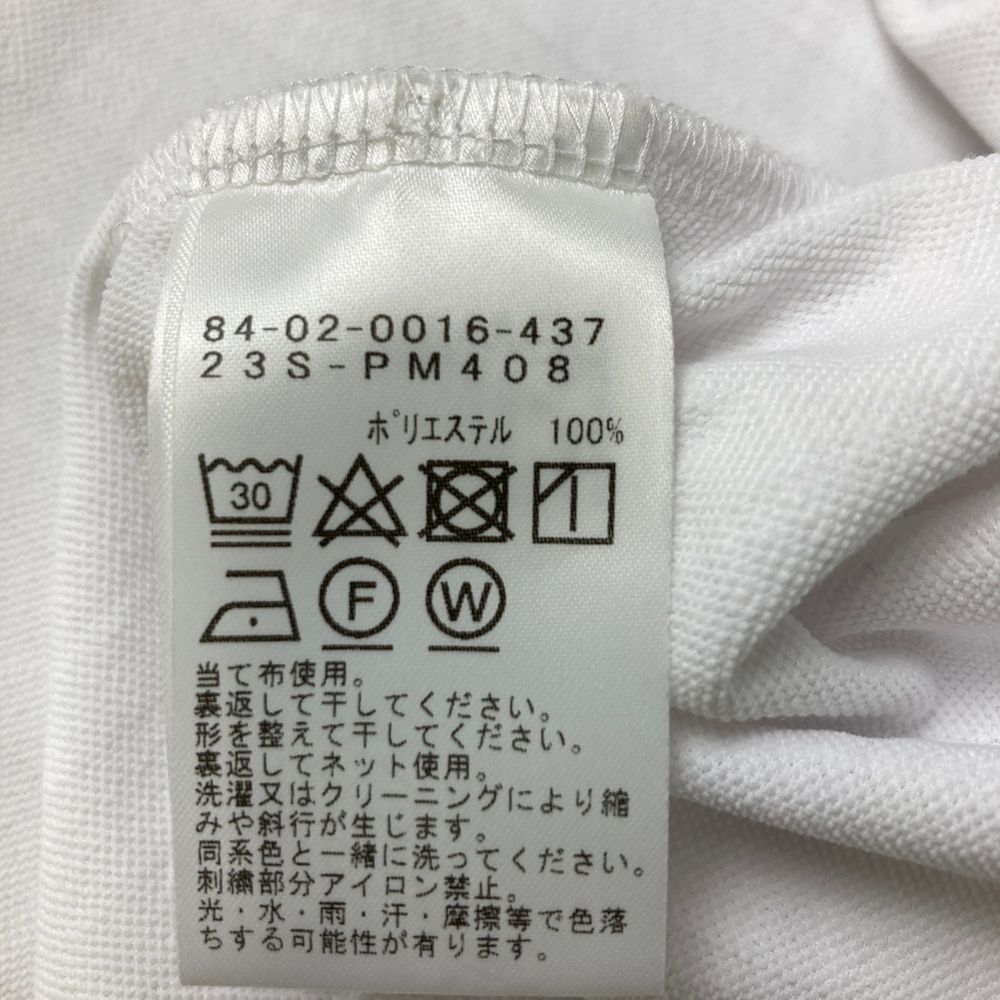 84-02-0016-437
23S-PM408
ポリエステル 100%
30
F W
当て布使用。
裏返して干してください。
形を整えて干してください。
裏返してネット使用。
洗濯又はクリーニングにより縮
みや斜行が生じます。
同系色と一緒に洗ってください。
刺繍部分アイロン禁止。
光・水・雨・汗・摩擦等で色落
ちする可能性が有ります。